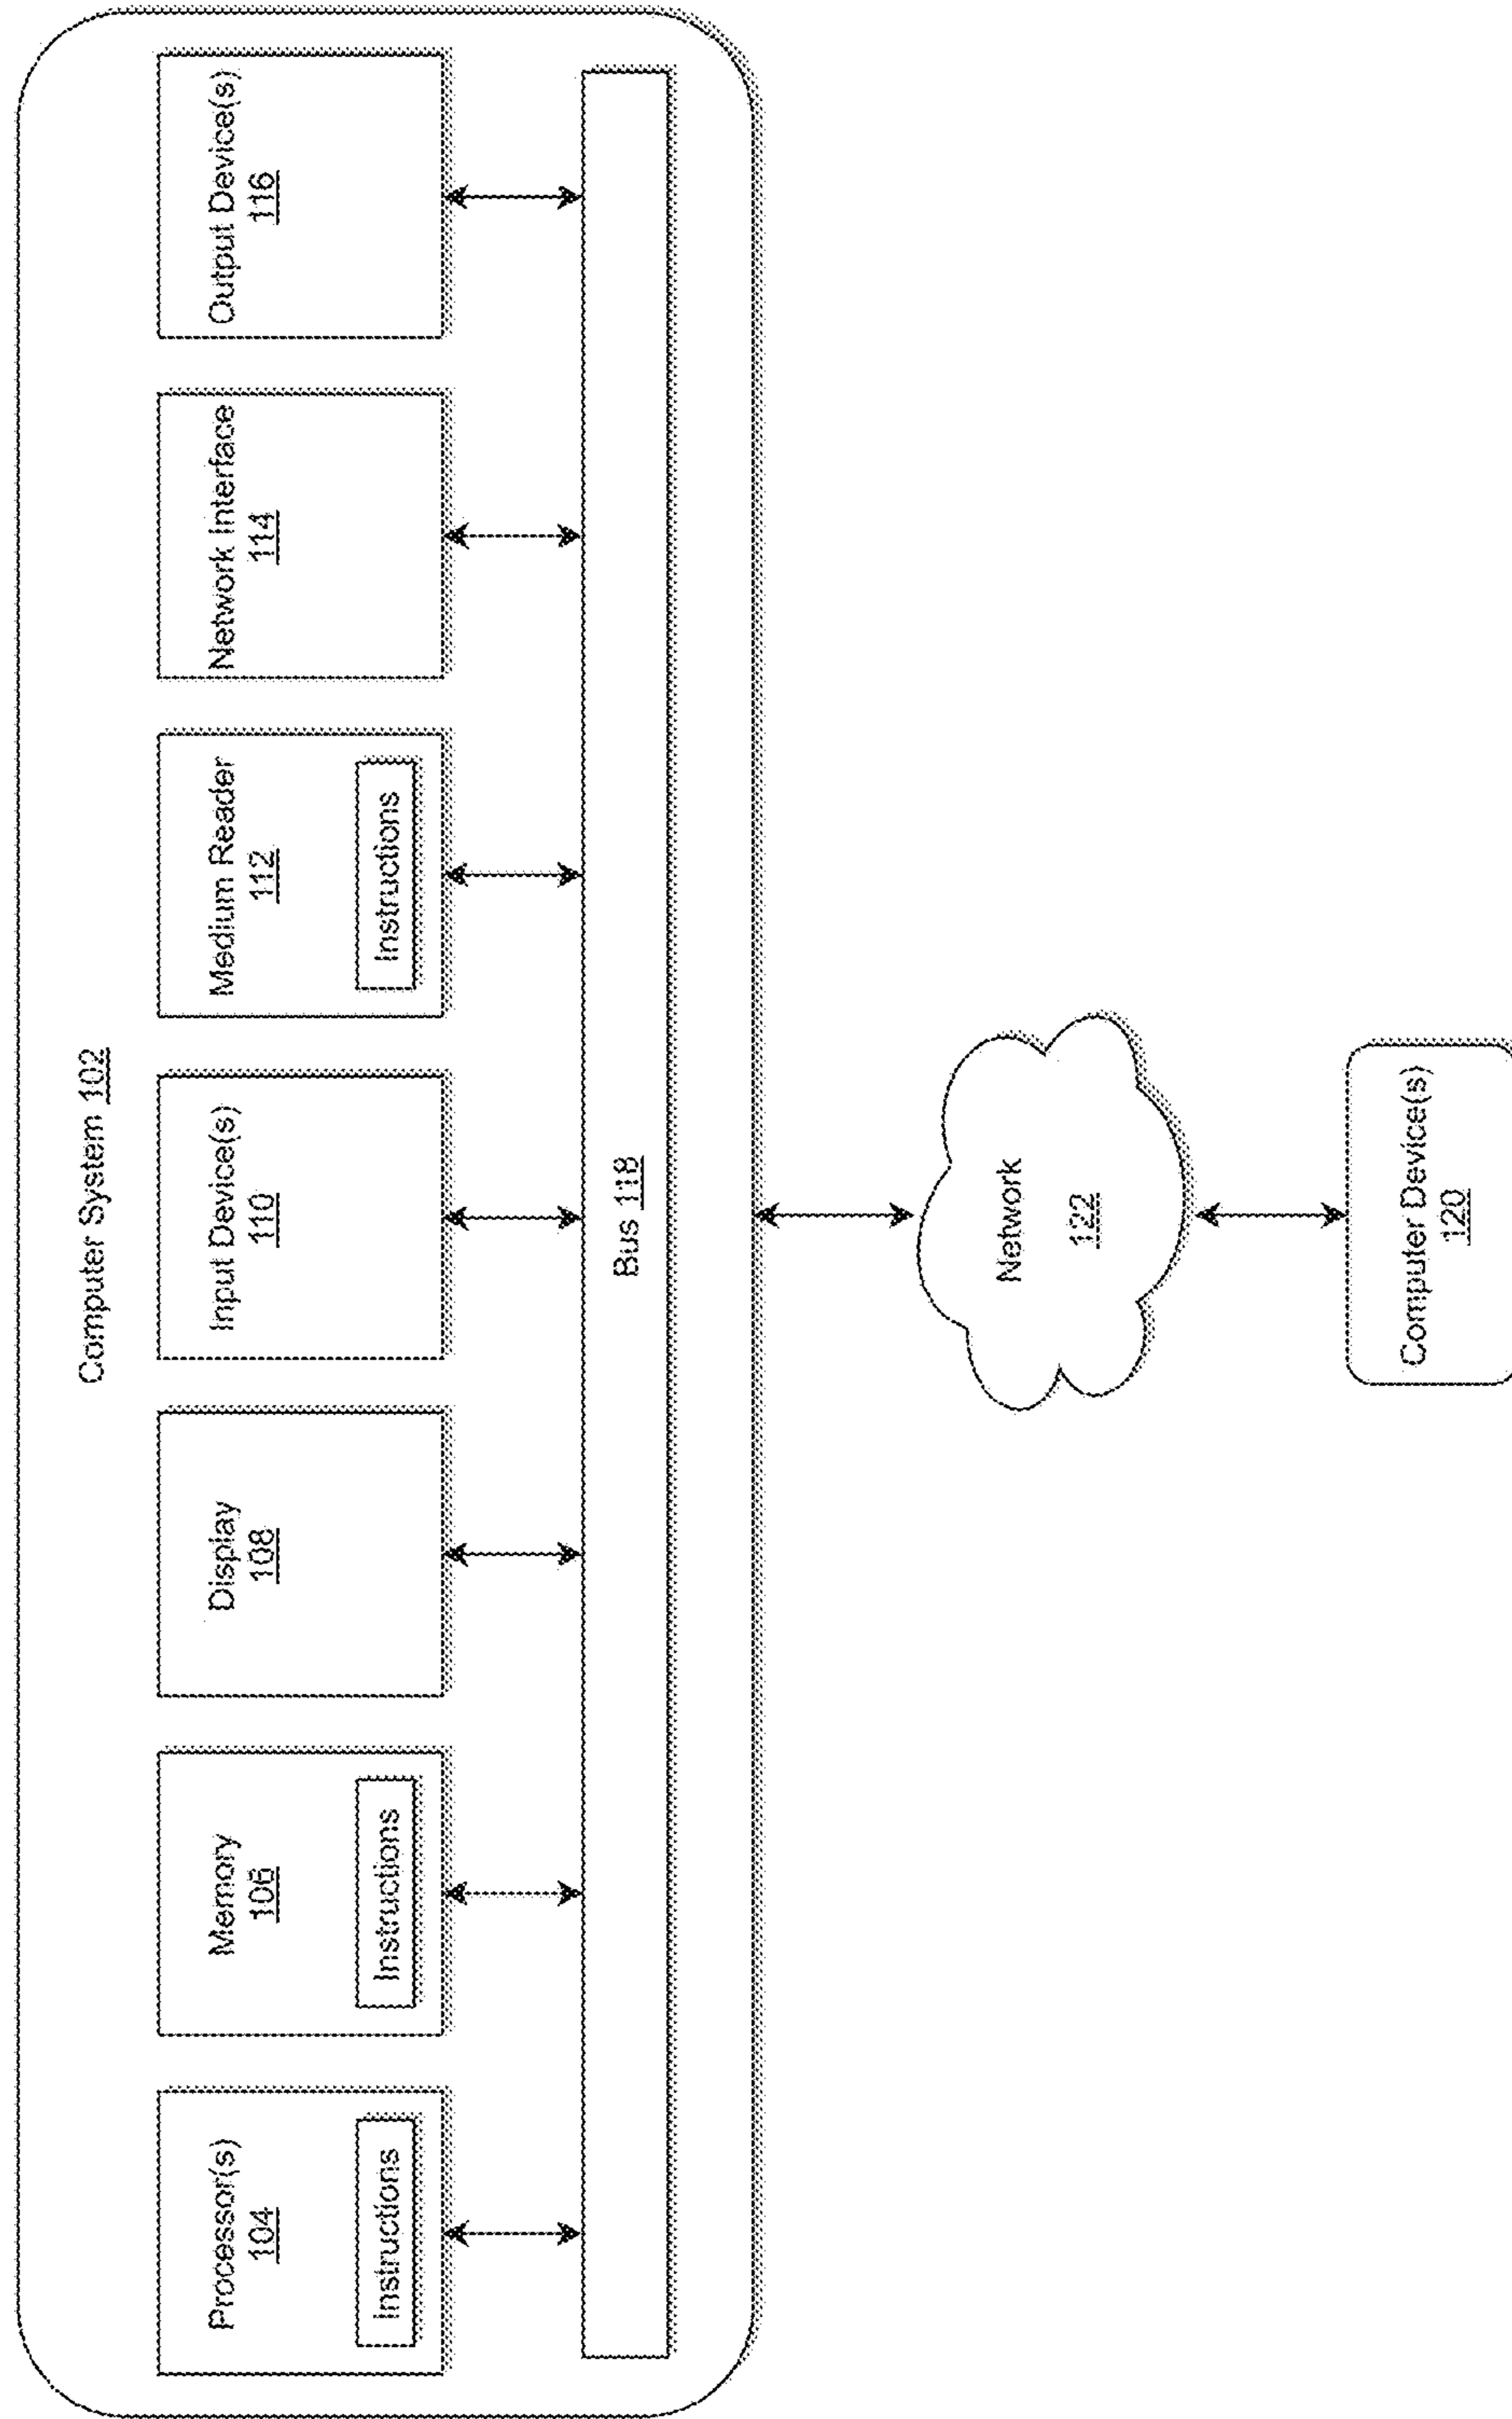 Computer System 102
Processor(s)
104
Instructions
Memory
106
Instructions
Display
108
Input Device(s)
110
Medium Reader
112
Instructions
Network Interface
114
Output Device(s)
116
Bus 118
Network
122
Computer Device(s)
120